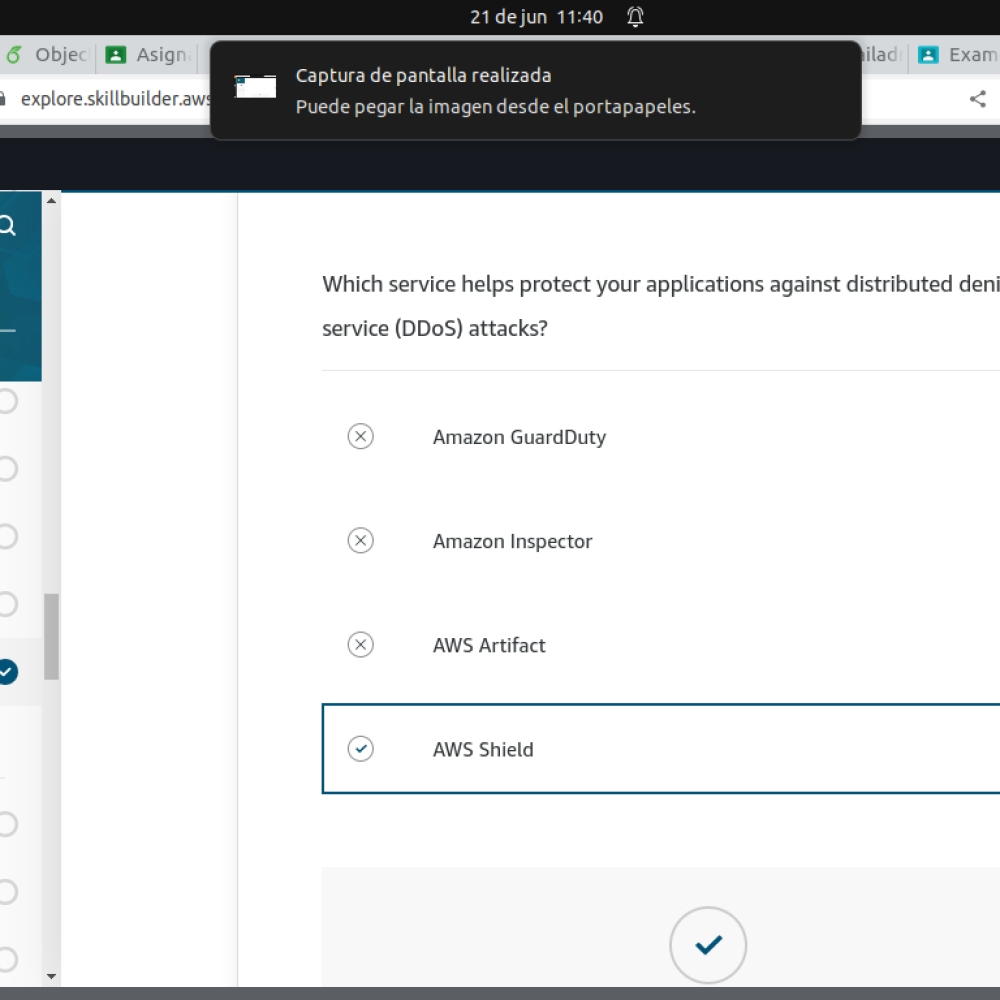 21 de jun 11:40
Objec
Asign
Exam
Captura de pantalla realizada
Puede pegar la imagen desde el portapapeles.
explore.skillbuilder.aws
Which service helps protect your applications against distributed deni
service (DDoS) attacks?
Amazon GuardDuty
Amazon Inspector
AWS Artifact
AWS Shield